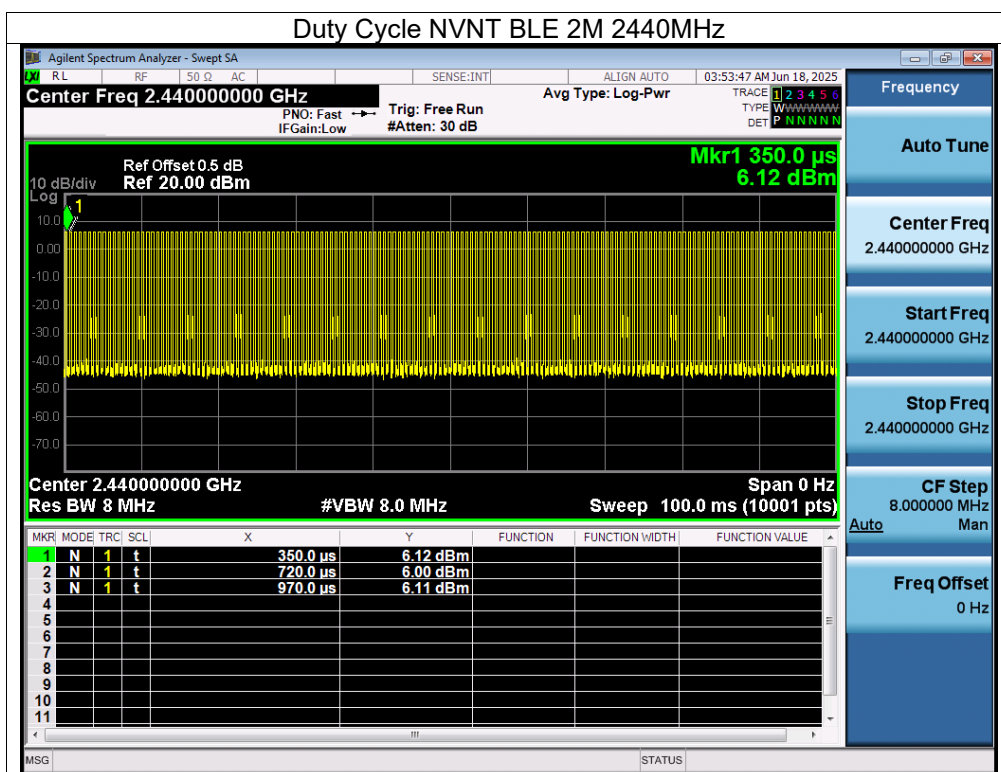 Duty Cycle NVNT BLE 2M 2440MHz
Agilent Spectrum Analyzer - Swept SA
LXI RL RF 50 Ω AC SENSE:INT ALIGN AUTO 03:53:47 AM Jun 18, 2025
Center Freq 2.440000000 GHz
PNO: Fast
IFGain:Low
Trig: Free Run
#Atten: 30 dB
Avg Type: Log-Pwr
TRACE 1 2 3 4 5 6
TYPE WWWWWW
DET P N N N N N
Ref Offset 0.5 dB
Ref 20.00 dBm
10 dB/div
Log
Mkr1 350.0 µs
6.12 dBm
1
10.0
0.00
-10.0
-20.0
-30.0
-40.0
-50.0
-60.0
-70.0
Center 2.440000000 GHz Span 0 Hz
Res BW 8 MHz #VBW 8.0 MHz Sweep 100.0 ms (10001 pts)
MKR MODE TRC SCL X Y FUNCTION FUNCTION WIDTH FUNCTION VALUE
1 N 1 t 350.0 µs 6.12 dBm
2 N 1 t 720.0 µs 6.00 dBm
3 N 1 t 970.0 µs 6.11 dBm
4
5
6
7
8
9
10
11
MSG STATUS
Frequency
Auto Tune
Center Freq
2.440000000 GHz
Start Freq
2.440000000 GHz
Stop Freq
2.440000000 GHz
CF Step
8.000000 MHz
Auto Man
Freq Offset
0 Hz